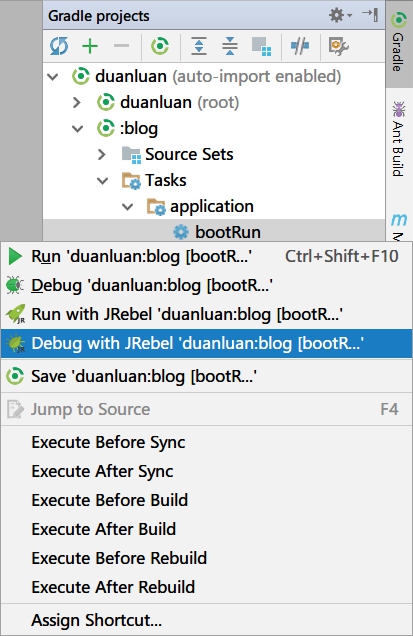 Gradle projects
duanluan (auto-import enabled)
duanluan (root)
:blog
Source Sets
Tasks
application
bootRun
Gradle
Ant Build
m
Run 'duanluan:blog [bootR...' Ctrl+Shift+F10
Debug 'duanluan:blog [bootR...'
Run with JRebel 'duanluan:blog [bootR...'
Debug with JRebel 'duanluan:blog [bootR...'
Save 'duanluan:blog [bootR...'
Jump to Source F4
Execute Before Sync
Execute After Sync
Execute Before Build
Execute After Build
Execute Before Rebuild
Execute After Rebuild
Assign Shortcut...